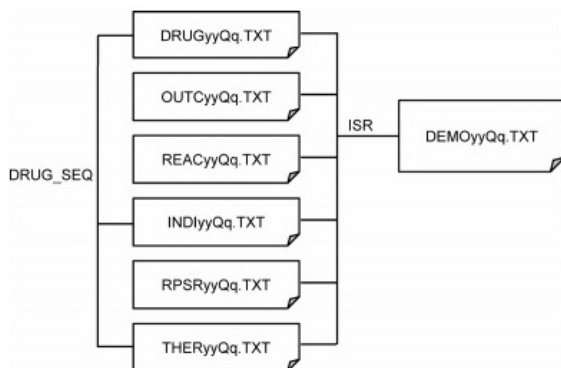 DRUGyyQq.TXT
OUTCyyQq.TXT
ISR
DEMOyyQq.TXT
REACyyQq.TXT
DRUG_SEQ
INDIyyQq.TXT
RPSRyyQq.TXT
THERyyQq.TXT